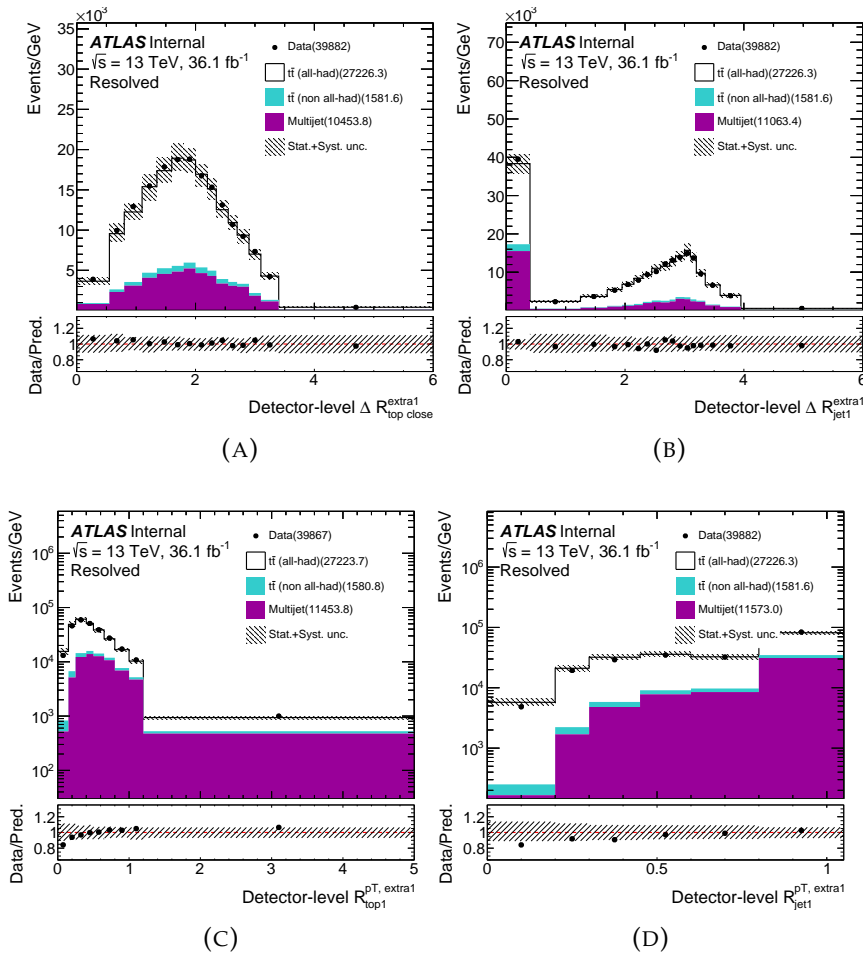 ×10³
ATLAS Internal
√s = 13 TeV, 36.1 fb⁻¹
Resolved
Data(39882)
tt̄ (all-had)(27226.3)
tt̄ (non all-had)(1581.6)
Multijet(10453.8)
Stat.+Syst. unc.
Events/GeV
35
30
25
20
15
10
5
Data/Pred.
1.2
1
0.8
0 2 4 6
Detector-level Δ R^extra1_top close
(A)
×10³
ATLAS Internal
√s = 13 TeV, 36.1 fb⁻¹
Resolved
Data(39882)
tt̄ (all-had)(27226.3)
tt̄ (non all-had)(1581.6)
Multijet(11063.4)
Stat.+Syst. unc.
Events/GeV
70
60
50
40
30
20
10
Data/Pred.
1.2
1
0.8
0 2 4 6
Detector-level Δ R^extra1_jet1
(B)
ATLAS Internal
√s = 13 TeV, 36.1 fb⁻¹
Resolved
Data(39867)
tt̄ (all-had)(27223.7)
tt̄ (non all-had)(1580.8)
Multijet(11453.8)
Stat.+Syst. unc.
Events/GeV
10⁶
10⁵
10⁴
10³
10²
Data/Pred.
1.2
1
0.8
0 1 2 3 4 5
Detector-level R^pT, extra1_top1
(C)
ATLAS Internal
√s = 13 TeV, 36.1 fb⁻¹
Resolved
Data(39882)
tt̄ (all-had)(27226.3)
tt̄ (non all-had)(1581.6)
Multijet(11573.0)
Stat.+Syst. unc.
Events/GeV
10⁶
10⁵
10⁴
10³
Data/Pred.
1.2
1
0.8
0 0.5 1
Detector-level R^pT, extra1_jet1
(D)